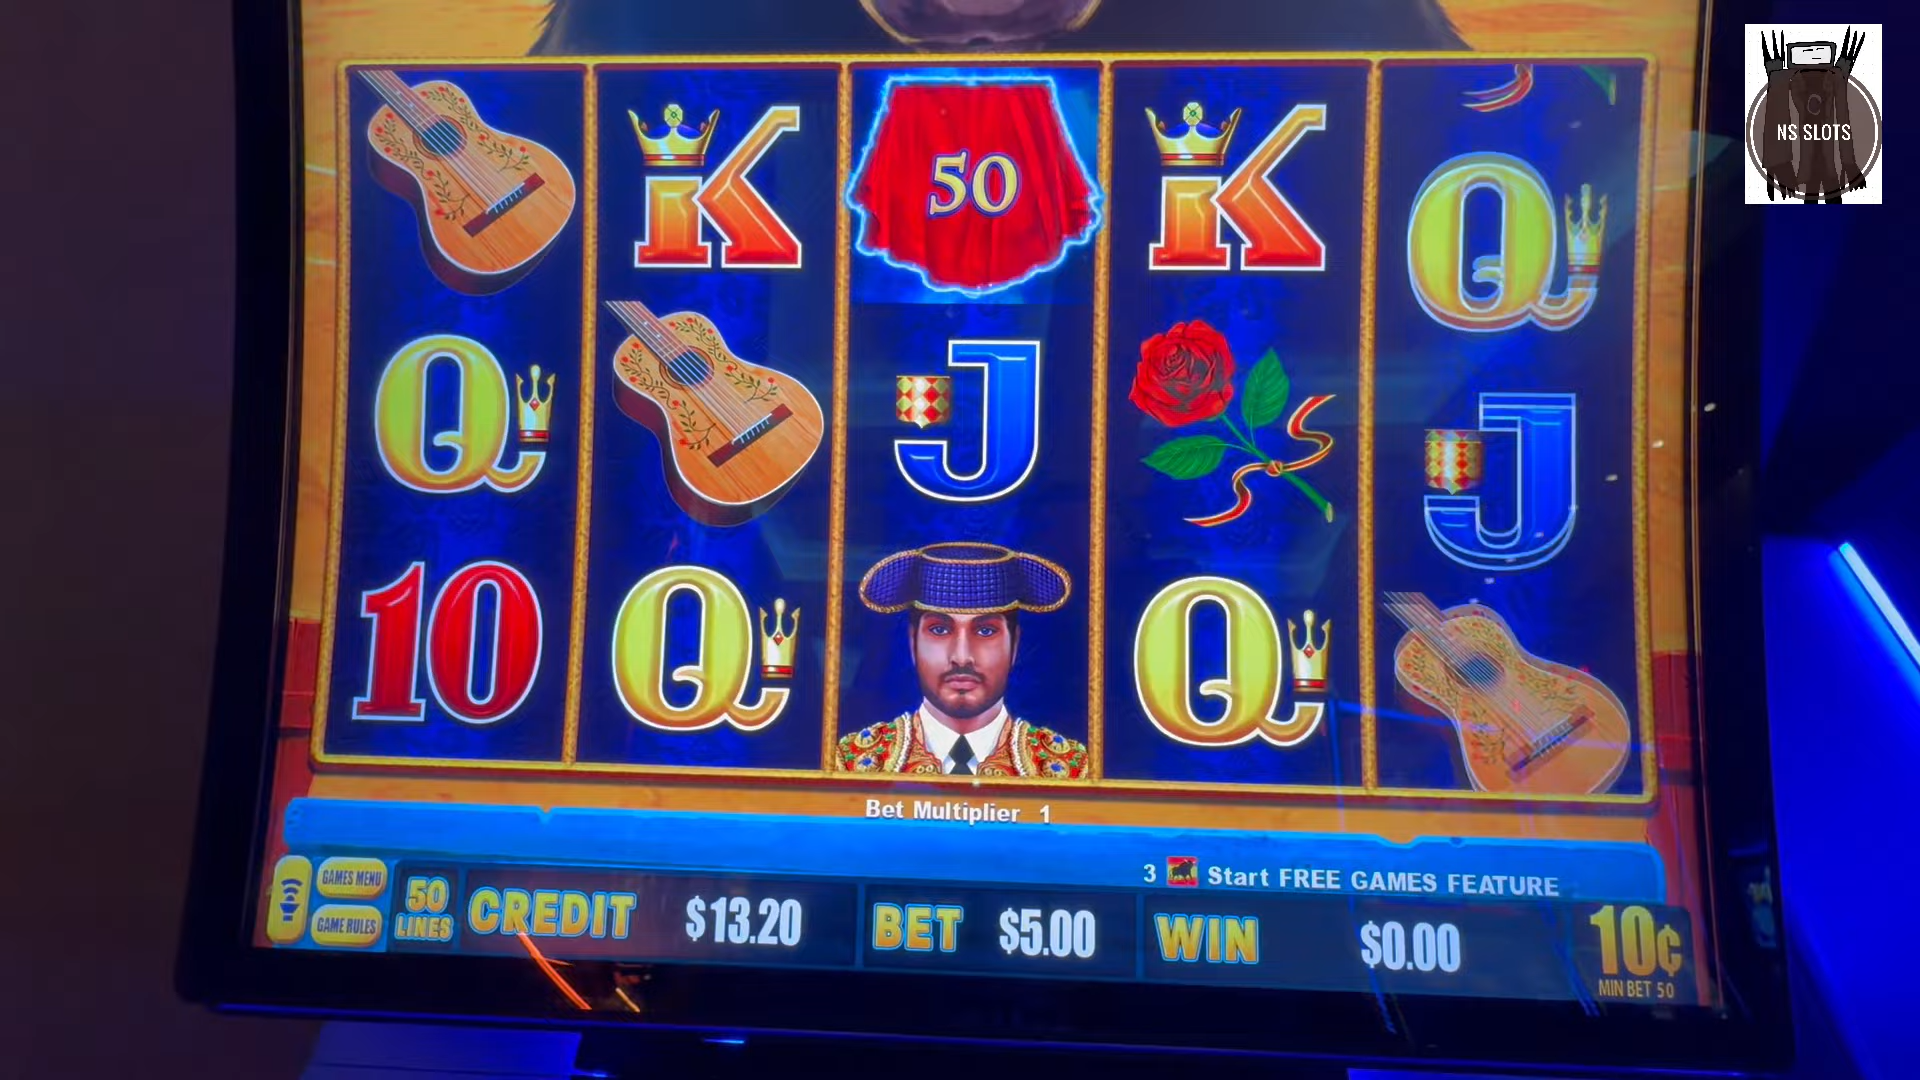 NS SLOTS
K
50
K
Q
Q
J
J
10
Q
Q
Bet Multiplier 1
3 Start FREE GAMES FEATURE
GAMES MENU
GAME RULES
50 LINES
CREDIT $13.20
BET $5.00
WIN $0.00
10¢
MIN BET 50